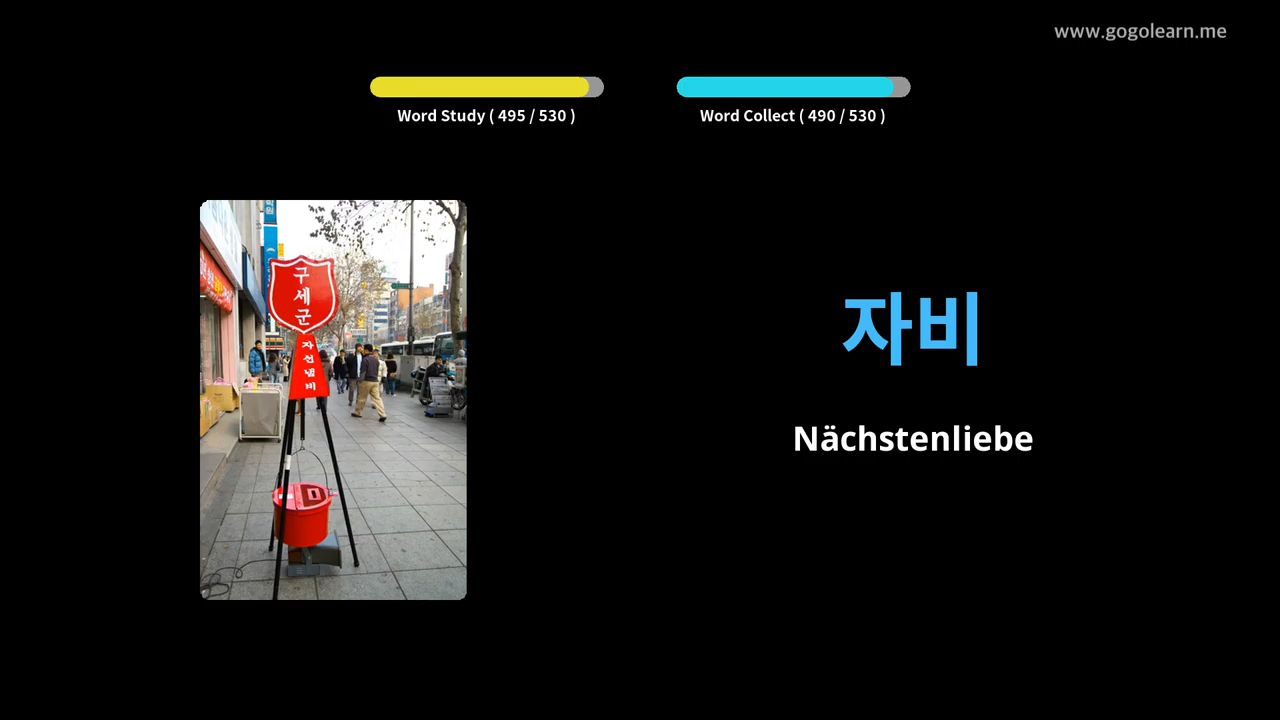 www.gogolearn.me
Word Study ( 495 / 530 )
Word Collect ( 490 / 530 )
구세군
자선냄비
자비
Nächstenliebe